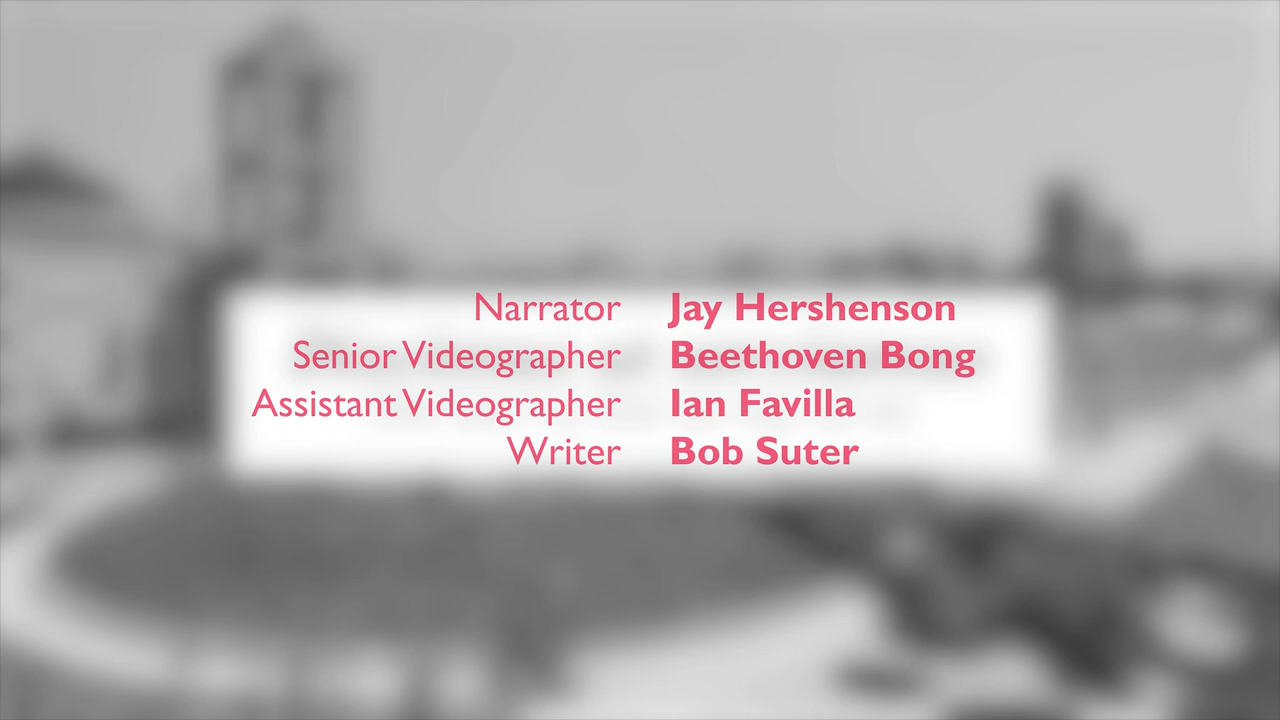 Narrator Jay Hershenson
Senior Videographer Beethoven Bong
Assistant Videographer Ian Favilla
Writer Bob Suter